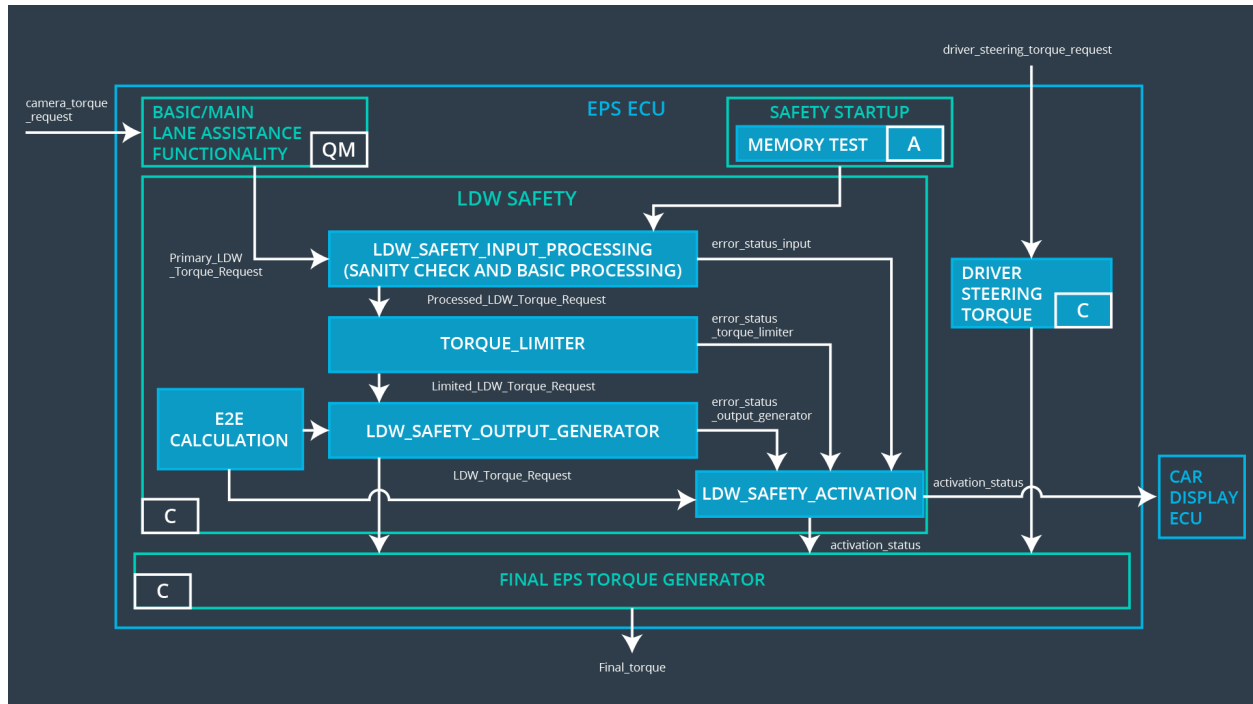 driver_steering_torque_request
camera_torque
_request
EPS ECU
BASIC/MAIN
LANE ASSISTANCE
FUNCTIONALITY
QM
SAFETY STARTUP
MEMORY TEST
A
LDW SAFETY
Primary_LDW
_Torque_Request
LDW_SAFETY_INPUT_PROCESSING
(SANITY CHECK AND BASIC PROCESSING)
error_status_input
DRIVER
STEERING
TORQUE
C
Processed_LDW_Torque_Request
TORQUE_LIMITER
error_status
_torque_limiter
Limited_LDW_Torque_Request
E2E
CALCULATION
LDW_SAFETY_OUTPUT_GENERATOR
error_status
_output_generator
LDW_Torque_Request
LDW_SAFETY_ACTIVATION
activation_status
CAR
DISPLAY
ECU
C
activation_status
FINAL EPS TORQUE GENERATOR
C
Final_torque